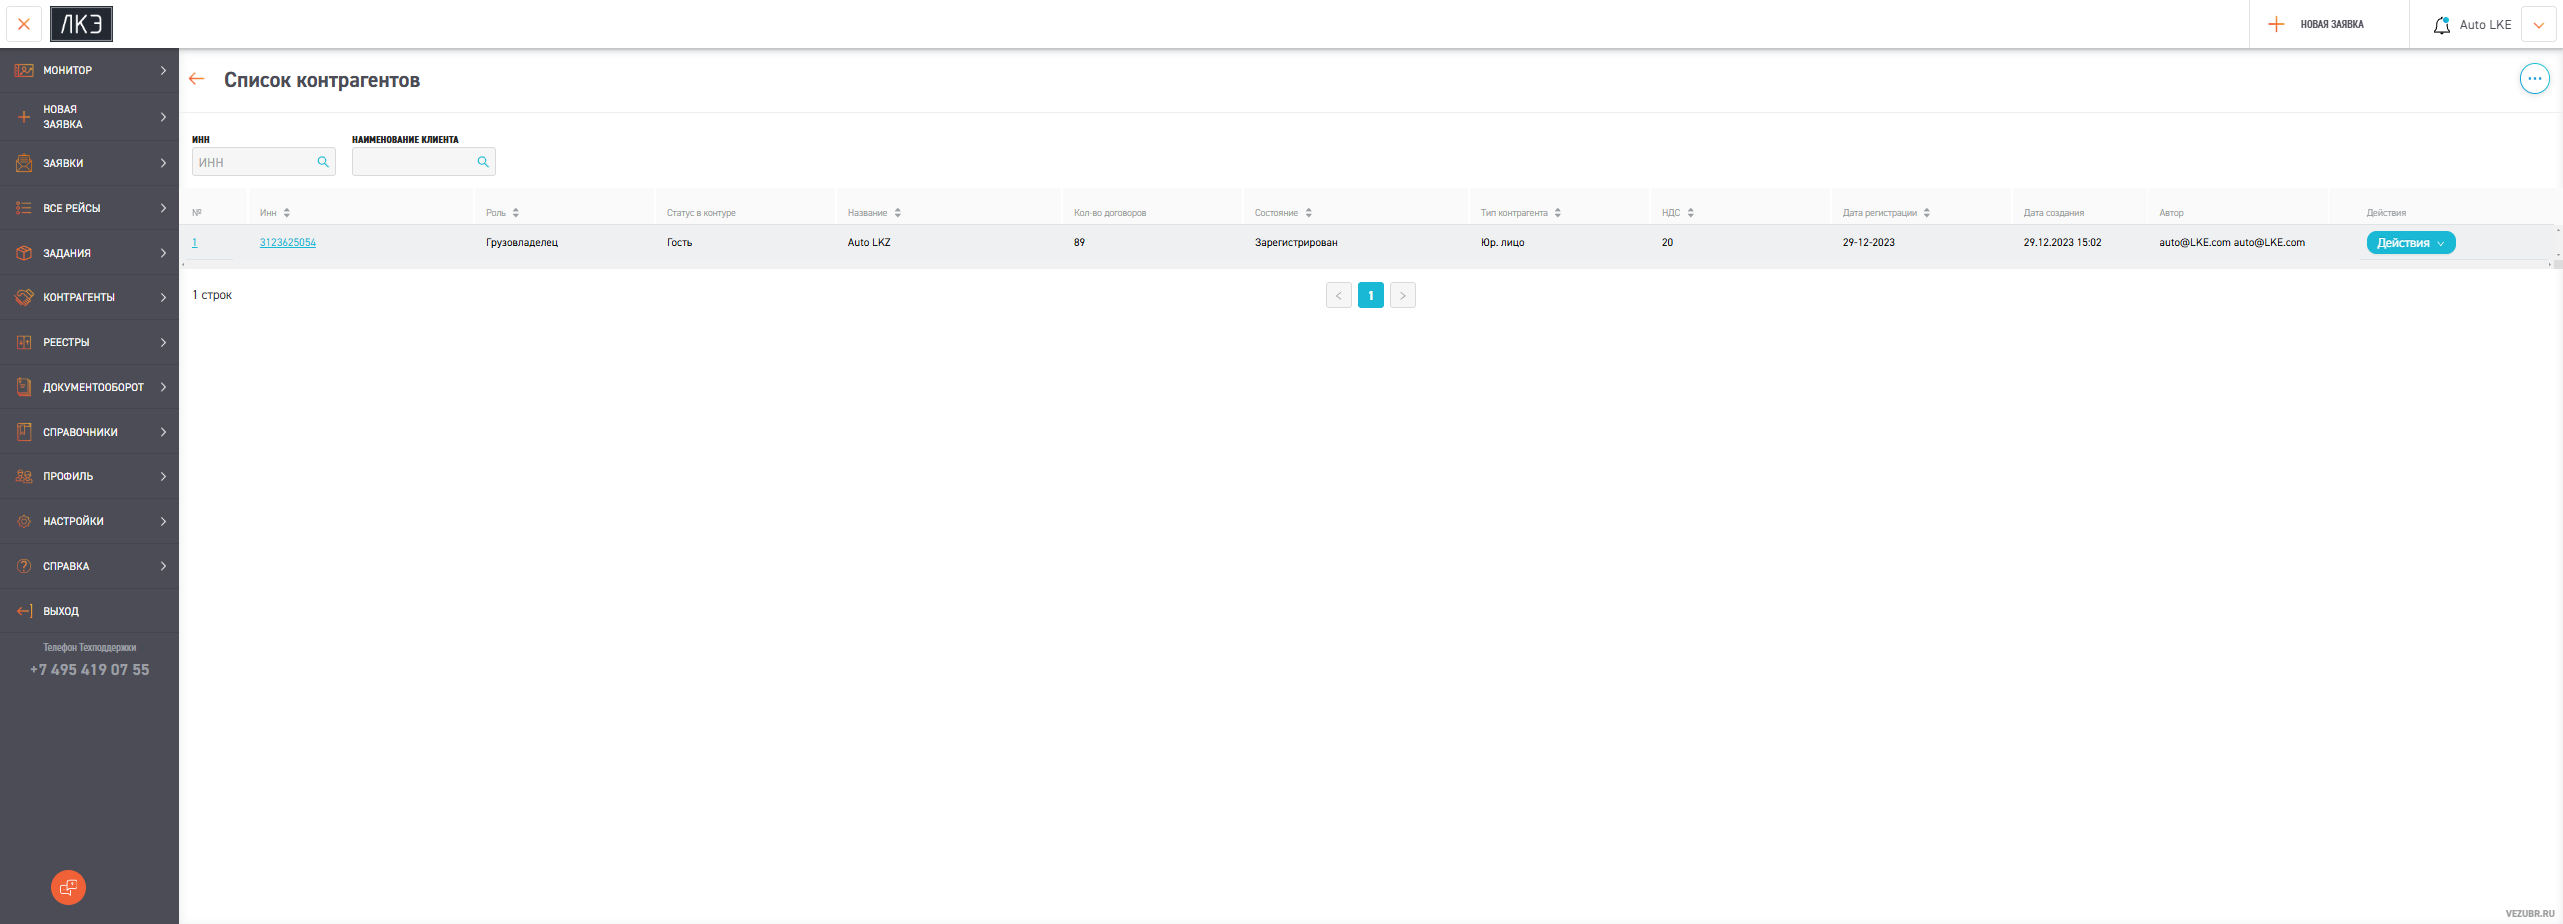 ЛКЭ
НОВАЯ ЗАЯВКА
Auto LKE
МОНИТОР
НОВАЯ
ЗАЯВКА
ЗАЯВКИ
ВСЕ РЕЙСЫ
ЗАДАНИЯ
КОНТРАГЕНТЫ
РЕЕСТРЫ
ДОКУМЕНТООБОРОТ
СПРАВОЧНИКИ
ПРОФИЛЬ
НАСТРОЙКИ
СПРАВКА
ВЫХОД
Телефон Техподдержки
+7 495 419 07 55
Список контрагентов
ИНН
НАИМЕНОВАНИЕ КЛИЕНТА
ИНН
№ Инн Роль Статус в контуре Название Кол-во договоров Состояние Тип контрагента НДС Дата регистрации Дата создания Автор Действия
1 3123625054 Грузовладелец Гость Auto LKZ 89 Зарегистрирован Юр. лицо 20 29-12-2023 29.12.2023 15:02 auto@LKE.com auto@LKE.com Действия
1 строк
< 1 >
VEZUBR.RU